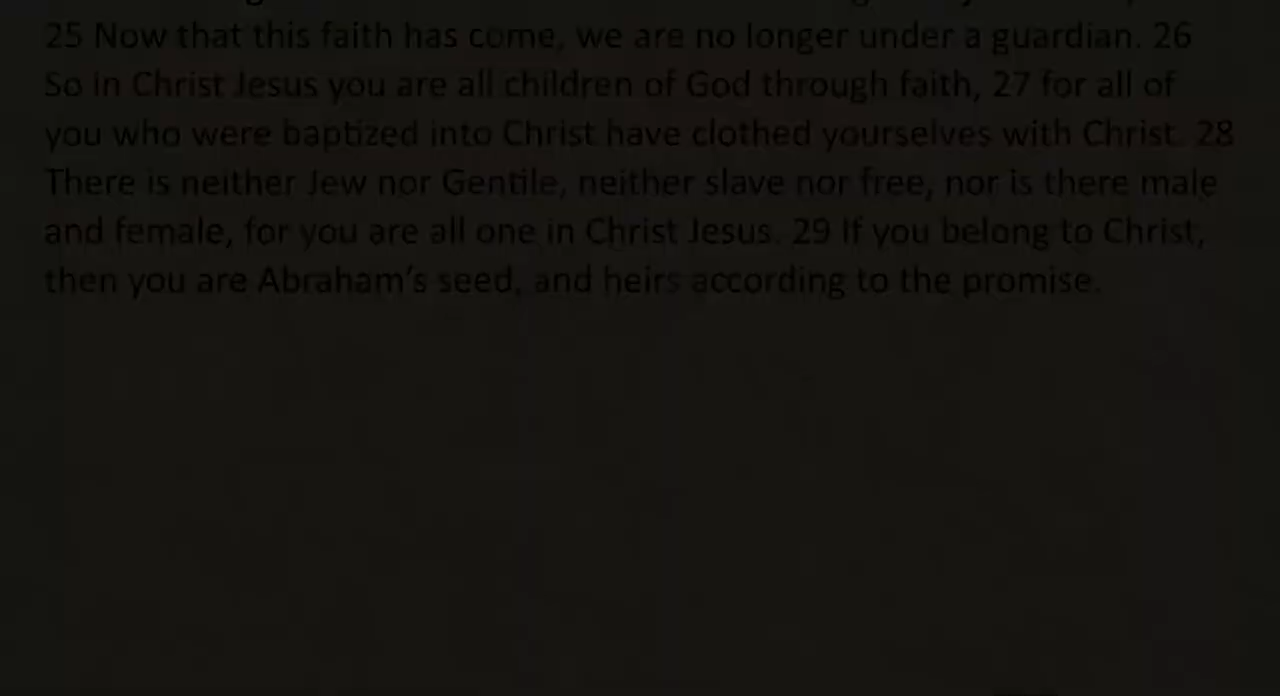 25 Now that this faith has come, we are no longer under a guardian. 26
So in Christ Jesus you are all children of God through faith, 27 for all of
you who were baptized into Christ have clothed yourselves with Christ. 28
There is neither Jew nor Gentile, neither slave nor free, nor is there male
and female, for you are all one in Christ Jesus. 29 If you belong to Christ,
then you are Abraham's seed, and heirs according to the promise.